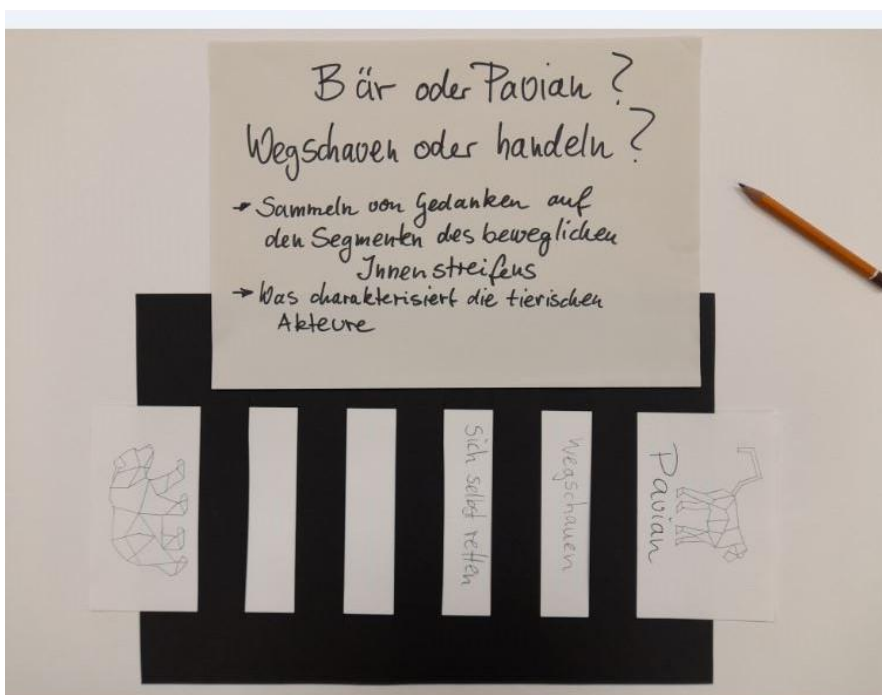 Bär oder Pavian?
Wegschauen oder handeln?
→ Sammeln von Gedanken auf
den Segmenten des beweglichen
Innenstreifens
→ Was charakterisiert die tierischen
Akteure
sich selbst retten
wegschauen
Pavian